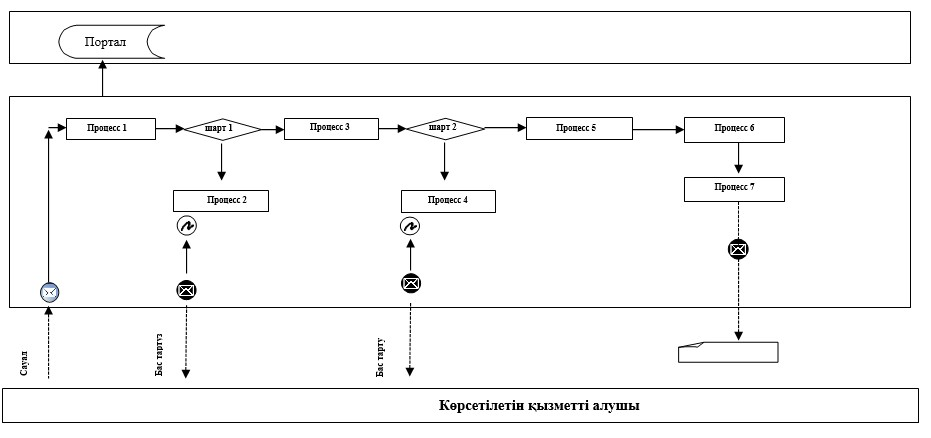 Портал
Процесс 1
шарт 1
Процесс 3
шарт 2
Процесс 5
Процесс 6
Процесс 7
Процесс 2
Процесс 4
Сауал
Бас тартуз
Бас тарту
Көрсетілетін қызметті алушы